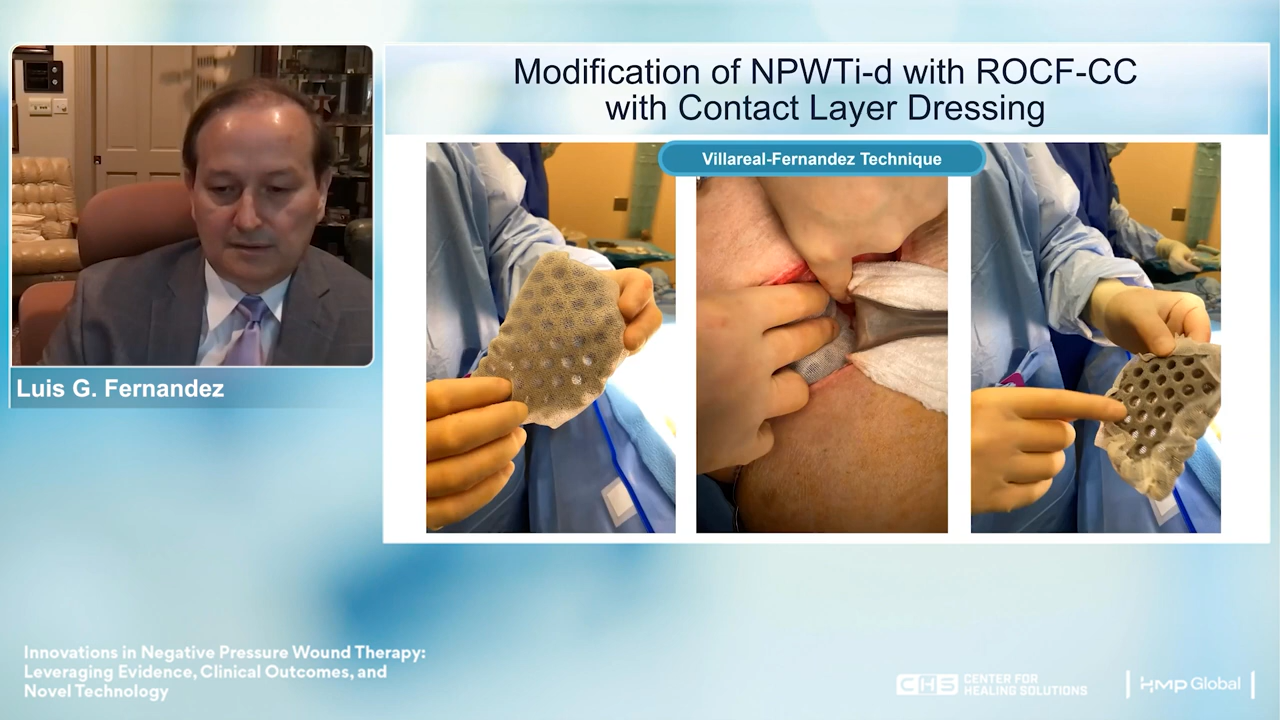 Modification of NPWTi-d with ROCF-CC
with Contact Layer Dressing
Villareal-Fernandez Technique
Luis G. Fernandez
Innovations in Negative Pressure Wound Therapy:
Leveraging Evidence, Clinical Outcomes, and
Novel Technology
CHS CENTER FOR
HEALING SOLUTIONS
HMP Global